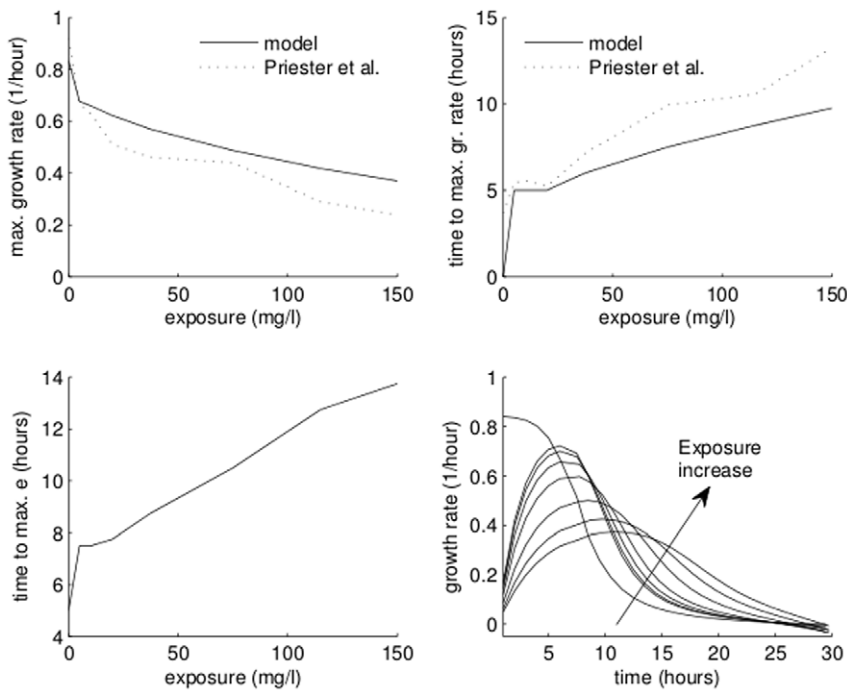 max. growth rate (1/hour)
1
0.8
0.6
0.4
0.2
0
0
50
100
150
exposure (mg/l)
model
Priester et al.
time to max. gr. rate (hours)
15
10
5
0
0
50
100
150
exposure (mg/l)
model
Priester et al.
time to max. e (hours)
14
12
10
8
6
4
0
50
100
150
exposure (mg/l)
growth rate (1/hour)
1
0.8
0.6
0.4
0.2
0
5
10
15
20
25
30
time (hours)
Exposure
increase